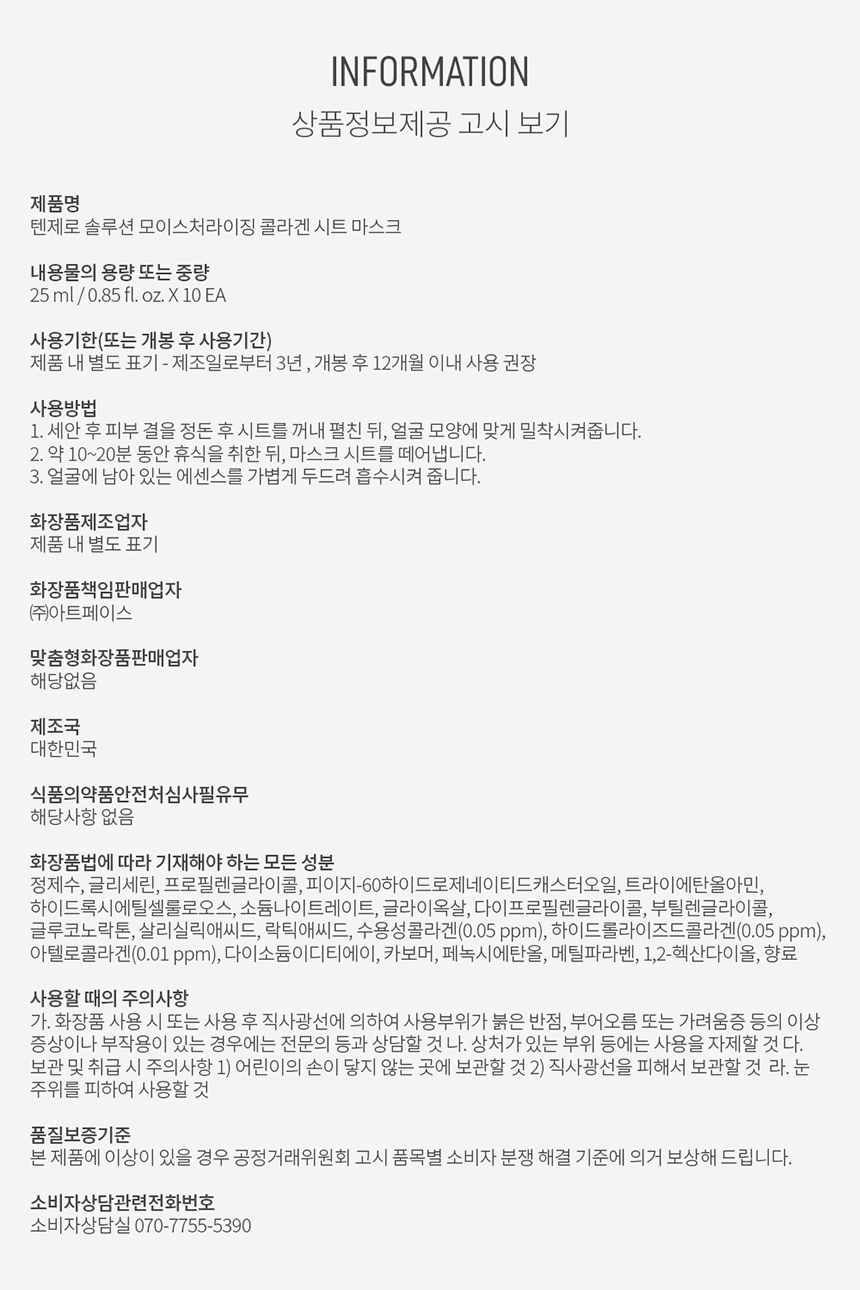 INFORMATION
상품정보제공 고시 보기
제품명
텐제로 솔루션 모이스처라이징 콜라겐 시트 마스크
내용물의 용량 또는 중량
25 ml / 0.85 fl. oz. X 10 EA
사용기한(또는 개봉 후 사용기간)
제품 내 별도 표기 - 제조일로부터 3년 , 개봉 후 12개월 이내 사용 권장
사용방법
1. 세안 후 피부 결을 정돈 후 시트를 꺼내 펼친 뒤, 얼굴 모양에 맞게 밀착시켜줍니다.
2. 약 10~20분 동안 휴식을 취한 뒤, 마스크 시트를 떼어냅니다.
3. 얼굴에 남아 있는 에센스를 가볍게 두드려 흡수시켜 줍니다.
화장품제조업자
제품 내 별도 표기
화장품책임판매업자
㈜아트페이스
맞춤형화장품판매업자
해당없음
제조국
대한민국
식품의약품안전처심사필유무
해당사항 없음
화장품법에 따라 기재해야 하는 모든 성분
정제수, 글리세린, 프로필렌글라이콜, 피이지-60하이드로제네이티드캐스터오일, 트라이에탄올아민,
하이드록시에틸셀룰로오스, 소듐나이트레이트, 글라이옥살, 다이프로필렌글라이콜, 부틸렌글라이콜,
글루코노락톤, 살리실릭애씨드, 락틱애씨드, 수용성콜라겐(0.05 ppm), 하이드롤라이즈드콜라겐(0.05 ppm),
아텔로콜라겐(0.01 ppm), 다이소듐이디티에이, 카보머, 페녹시에탄올, 메틸파라벤, 1,2-헥산다이올, 향료
사용할 때의 주의사항
가. 화장품 사용 시 또는 사용 후 직사광선에 의하여 사용부위가 붉은 반점, 부어오름 또는 가려움증 등의 이상
증상이나 부작용이 있는 경우에는 전문의 등과 상담할 것 나. 상처가 있는 부위 등에는 사용을 자제할 것 다.
보관 및 취급 시 주의사항 1) 어린이의 손이 닿지 않는 곳에 보관할 것 2) 직사광선을 피해서 보관할 것 라. 눈
주위를 피하여 사용할 것
품질보증기준
본 제품에 이상이 있을 경우 공정거래위원회 고시 품목별 소비자 분쟁 해결 기준에 의거 보상해 드립니다.
소비자상담관련전화번호
소비자상담실 070-7755-5390